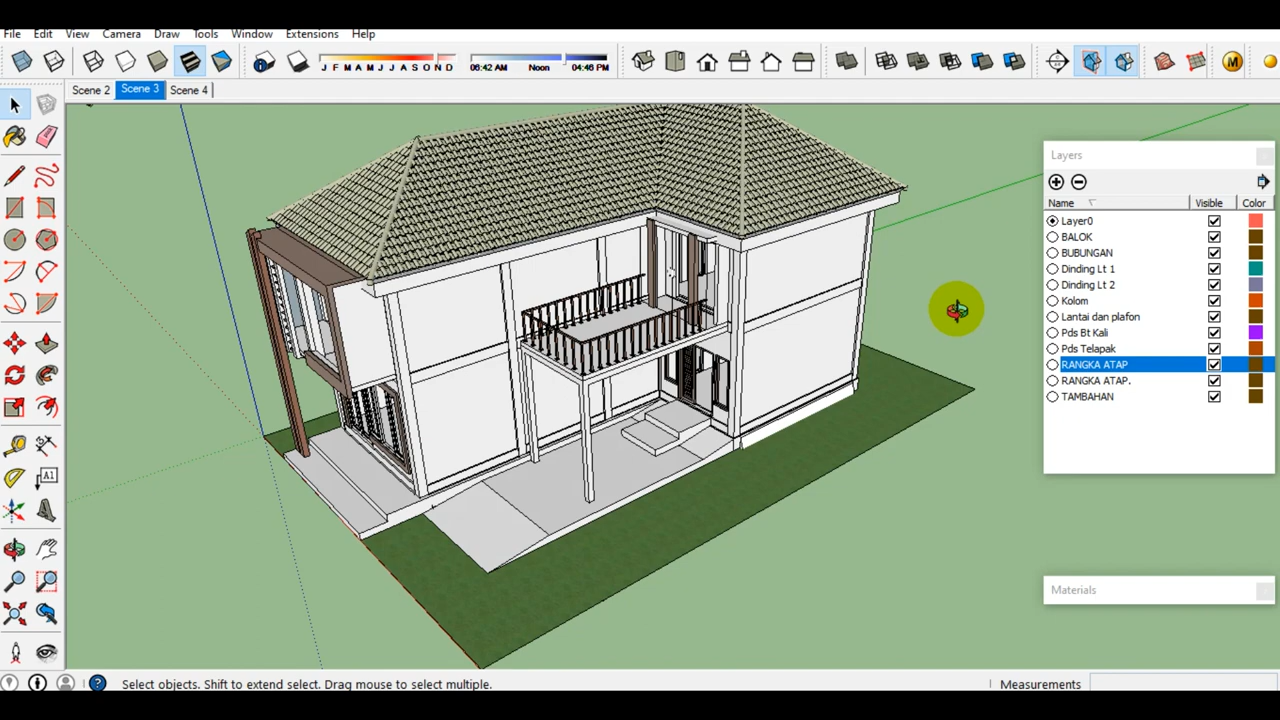 File Edit View Camera Draw Tools Window Extensions Help
J F M A M J J A S O N D
06:42 AM Noon 04:46 PM
M
Scene 2 Scene 3 Scene 4
Layers
Name Visible Color
Layer0
BALOK
BUBUNGAN
Dinding Lt 1
Dinding Lt 2
Kolom
Lantai dan plafon
Pds Bt Kali
Pds Telapak
RANGKA ATAP
RANGKA ATAP.
TAMBAHAN
A1
Materials
Select objects. Shift to extend select. Drag mouse to select multiple.
Measurements